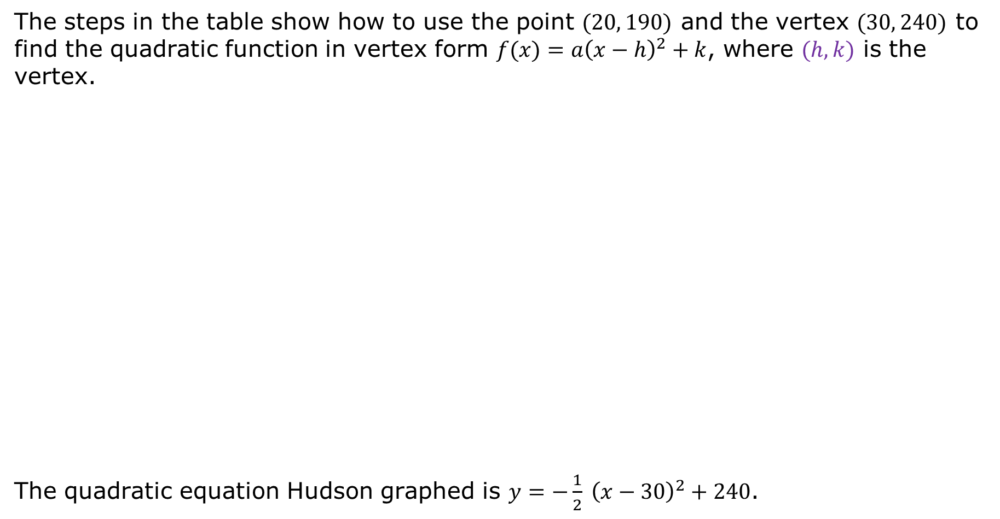 The steps in the table show how to use the point (20, 190) and the vertex (30, 240) to
find the quadratic function in vertex form f(x) = a(x − h)² + k, where (h, k) is the
vertex.
The quadratic equation Hudson graphed is y = −1/2 (x − 30)² + 240.